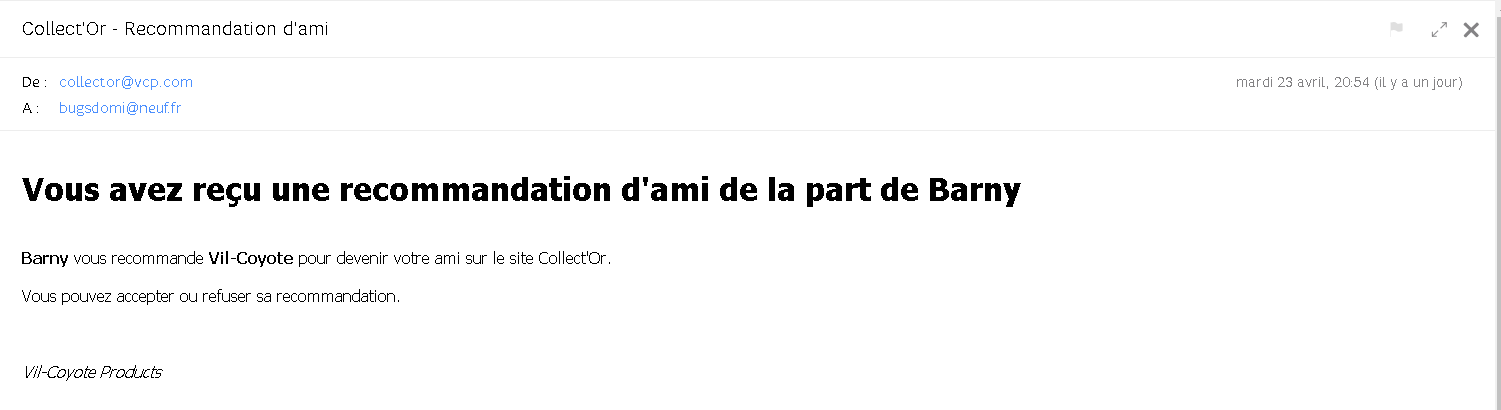 Collect'Or - Recommandation d'ami
De : collector@vcp.com
mardi 23 avril, 20:54 (il y a un jour)
A : bugsdomi@neuf.fr
Vous avez reçu une recommandation d'ami de la part de Barny
Barny vous recommande Vil-Coyote pour devenir votre ami sur le site Collect'Or.
Vous pouvez accepter ou refuser sa recommandation.
Vil-Coyote Products